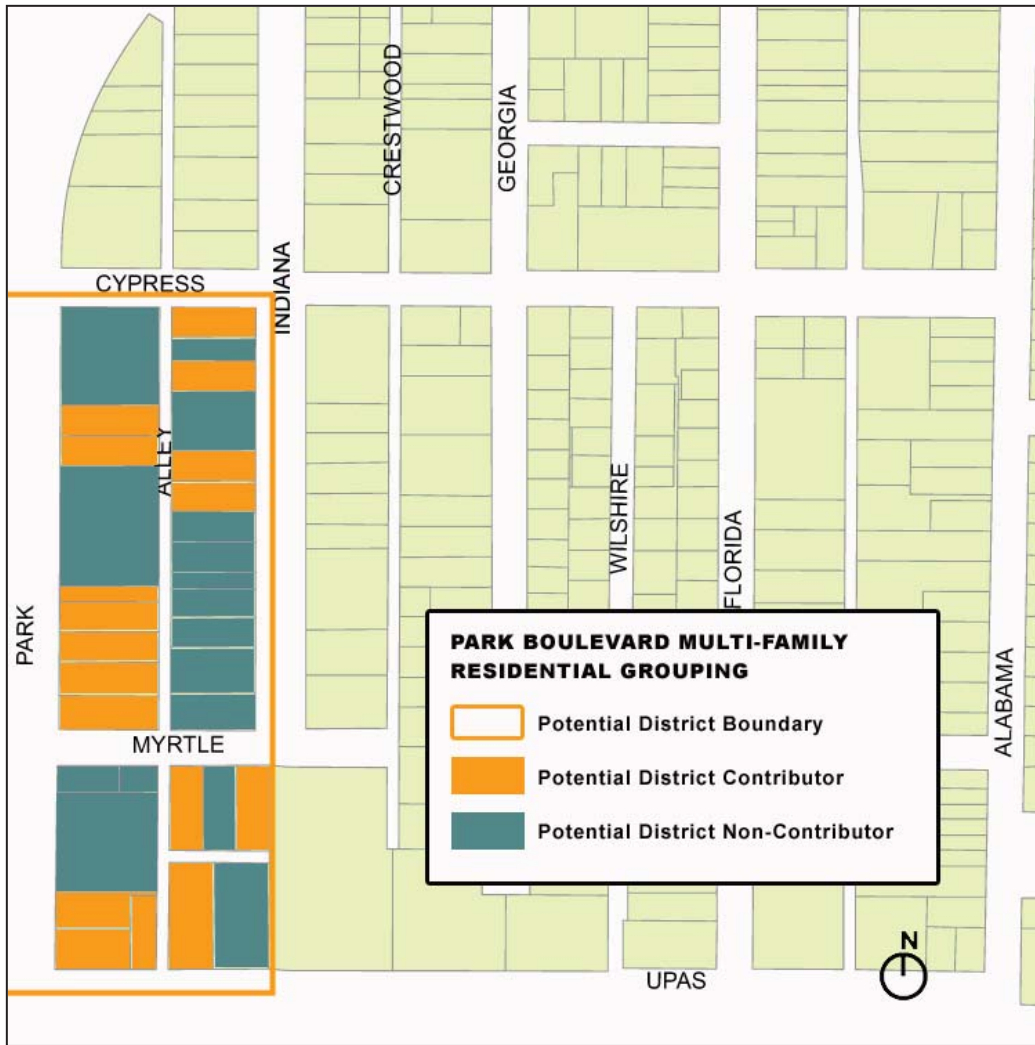 CRESTWOOD
GEORGIA
INDIANA
CYPRESS
ALLEY
WILSHIRE
FLORIDA
PARK
ALABAMA
MYRTLE
PARK BOULEVARD MULTI-FAMILY
RESIDENTIAL GROUPING
Potential District Boundary
Potential District Contributor
Potential District Non-Contributor
N
UPAS